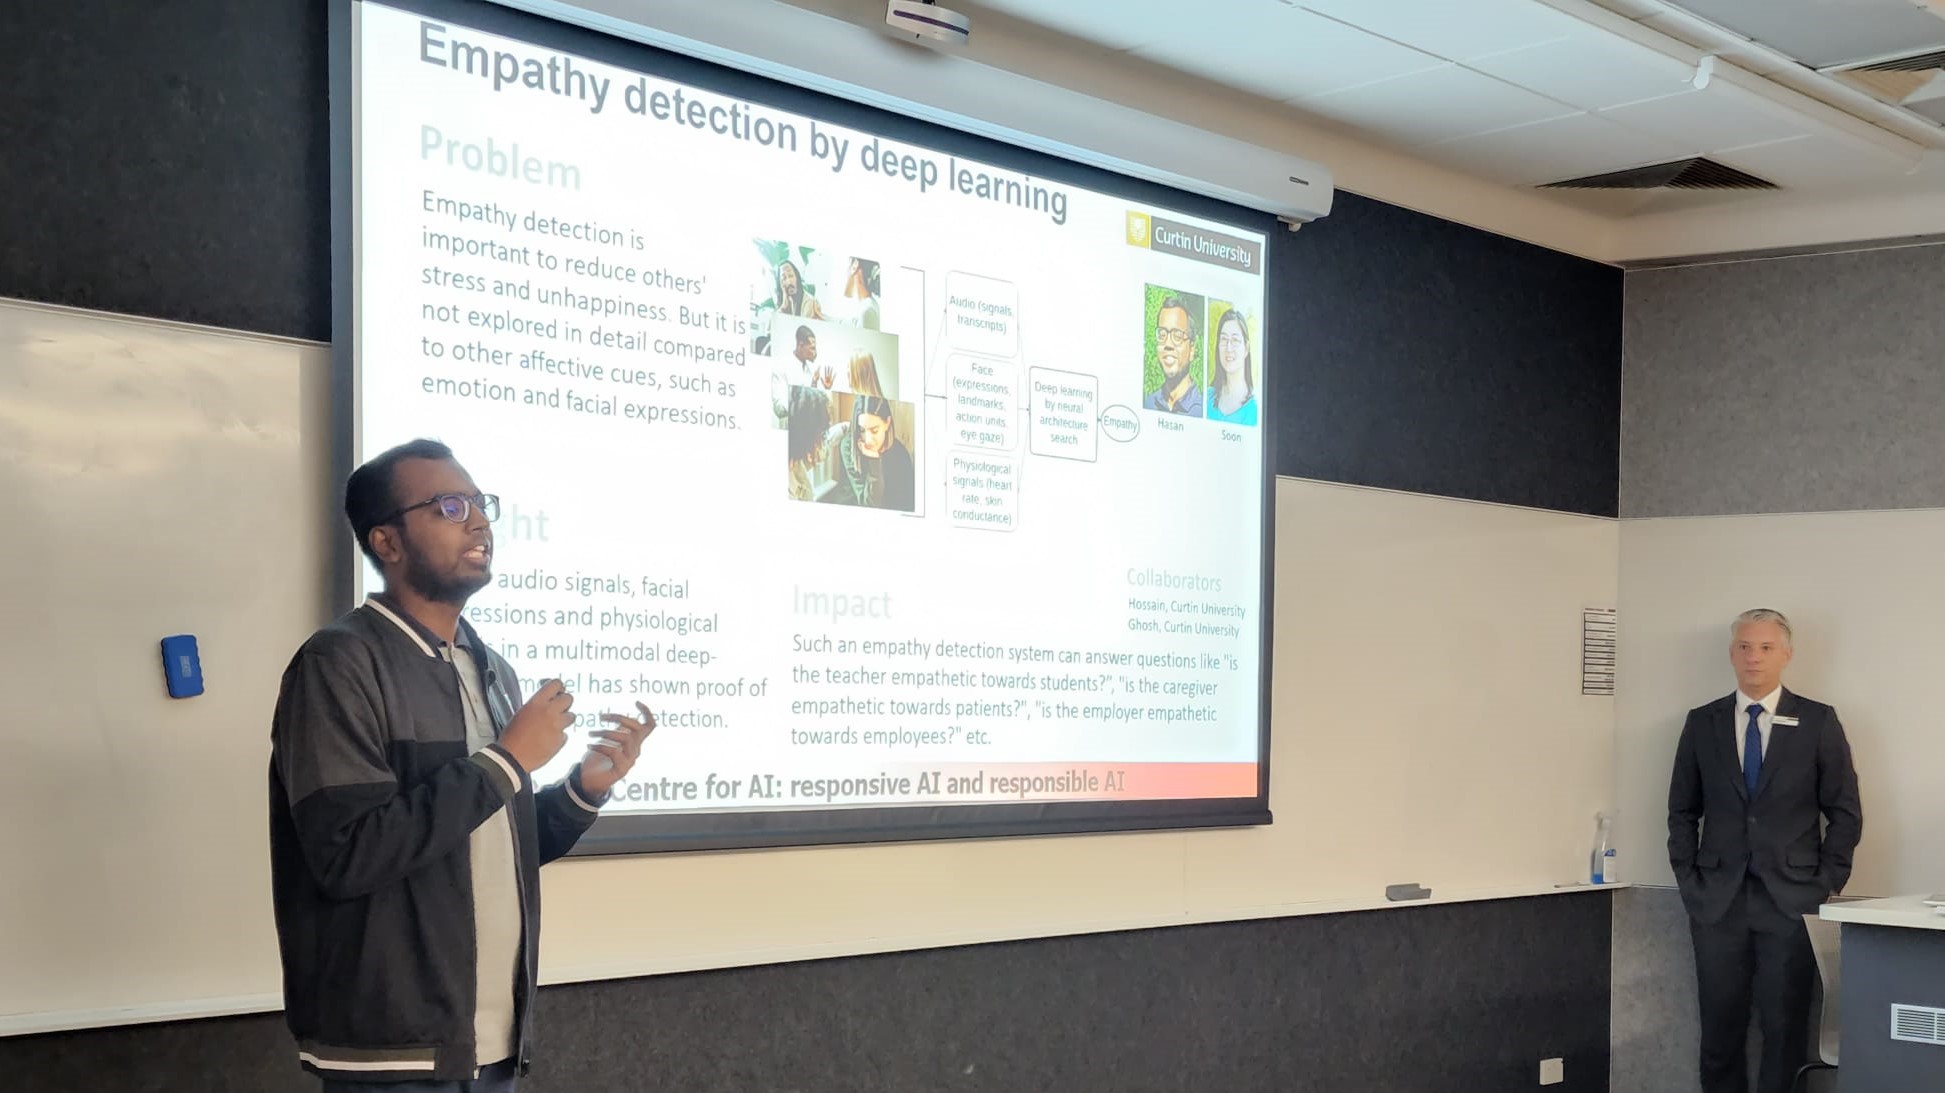 Empathy detection by deep learning
Problem
Empathy detection is
important to reduce others'
stress and unhappiness. But it is
not explored in detail compared
to other affective cues, such as
emotion and facial expressions.
ght
audio signals, facial
essions and physiological
in a multimodal deep-
has shown proof of
detection.
Audio (signals,
transcripts)
Face
(expressions,
landmarks,
action units,
eye gaze)
Physiological
signals (heart
rate, skin
conductance)
Deep learning
by neural
architecture
search
Empathy
Curtin University
Hasan
Soon
Impact
Such an empathy detection system can answer questions like "is
the teacher empathetic towards students?", "is the caregiver
empathetic towards patients?", "is the employer empathetic
towards employees?" etc.
Collaborators
Hossain, Curtin University
Ghosh, Curtin University
Centre for AI: responsive AI and responsible AI